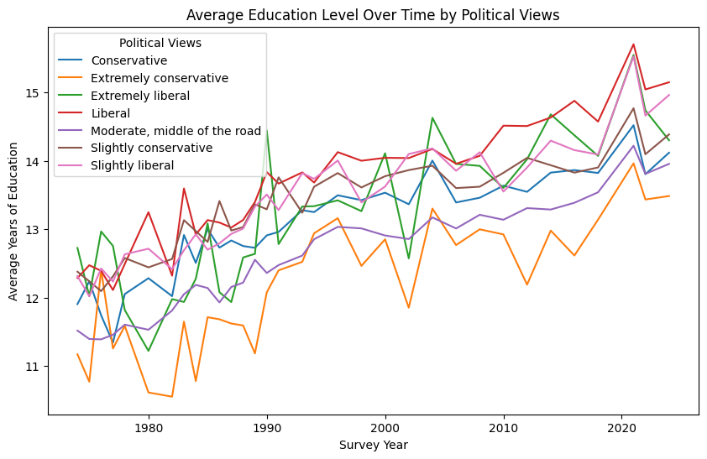 Average Education Level Over Time by Political Views
Political Views
Conservative
Extremely conservative
Extremely liberal
Liberal
Moderate, middle of the road
Slightly conservative
Slightly liberal
Average Years of Education
15
14
13
12
11
1980
1990
2000
2010
2020
Survey Year